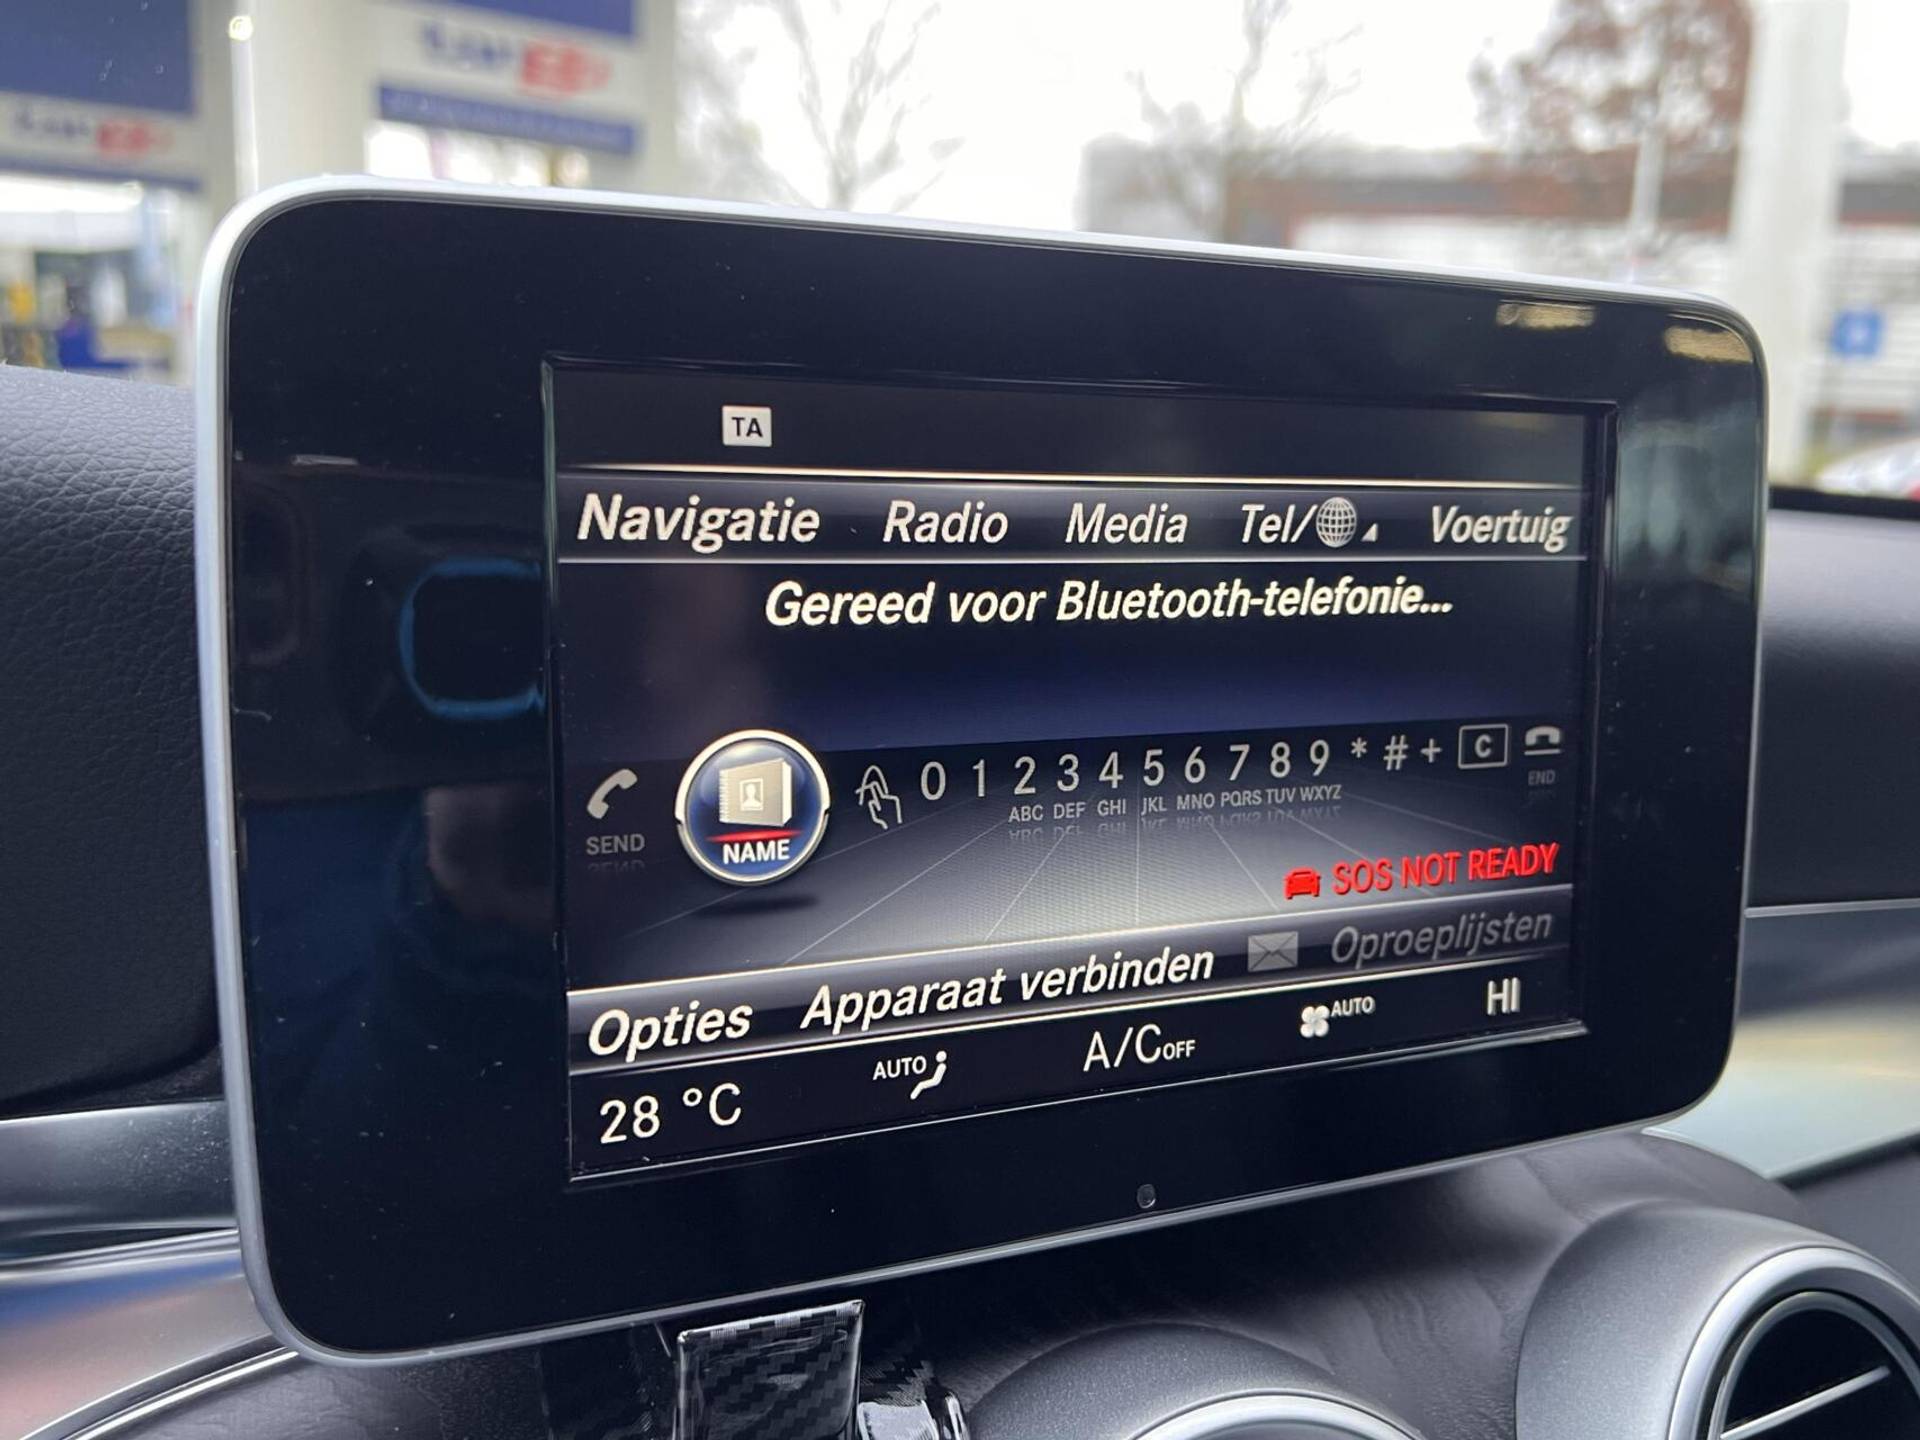 TA
Navigatie Radio Media Tel/ Voertuig
Gereed voor Bluetooth-telefonie...
SEND NAME 0 1 2 3 4 5 6 7 8 9 * # + C END
ABC DEF GHI JKL MNO PQRS TUV WXYZ
SOS NOT READY
Opties Apparaat verbinden Oproeplijsten
28 °C AUTO A/C OFF AUTO HI